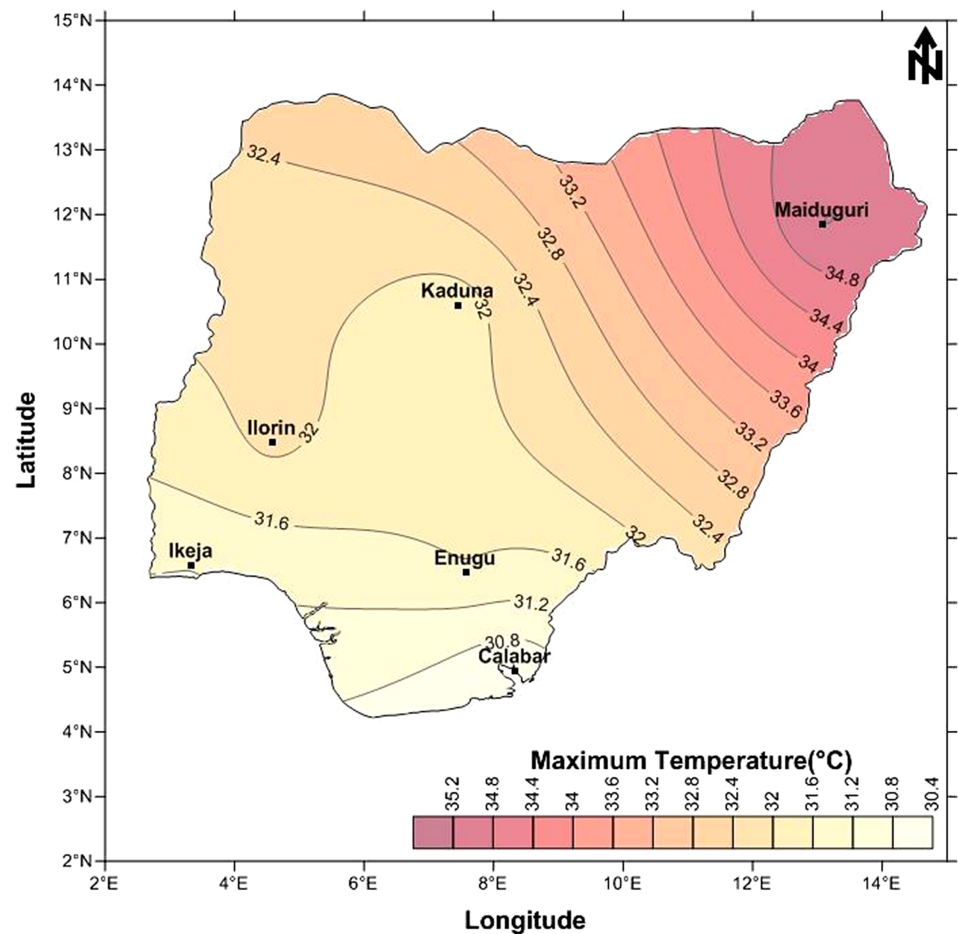 15°N
14°N
13°N
12°N
11°N
10°N
9°N
8°N
7°N
6°N
5°N
4°N
3°N
2°N
Latitude
N
32.4
33.2
Maiduguri
32.8
34.8
32.4
Kaduna
32
34.4
34
33.6
Ilorin
32
33.2
32.8
31.6
32.4
32
Ikeja
Enugu
31.6
31.2
30.8
Calabar
Maximum Temperature(°C)
35.2 34.8 34.4 34 33.6 33.2 32.8 32.4 32 31.6 31.2 30.8 30.4
2°E 4°E 6°E 8°E 10°E 12°E 14°E
Longitude